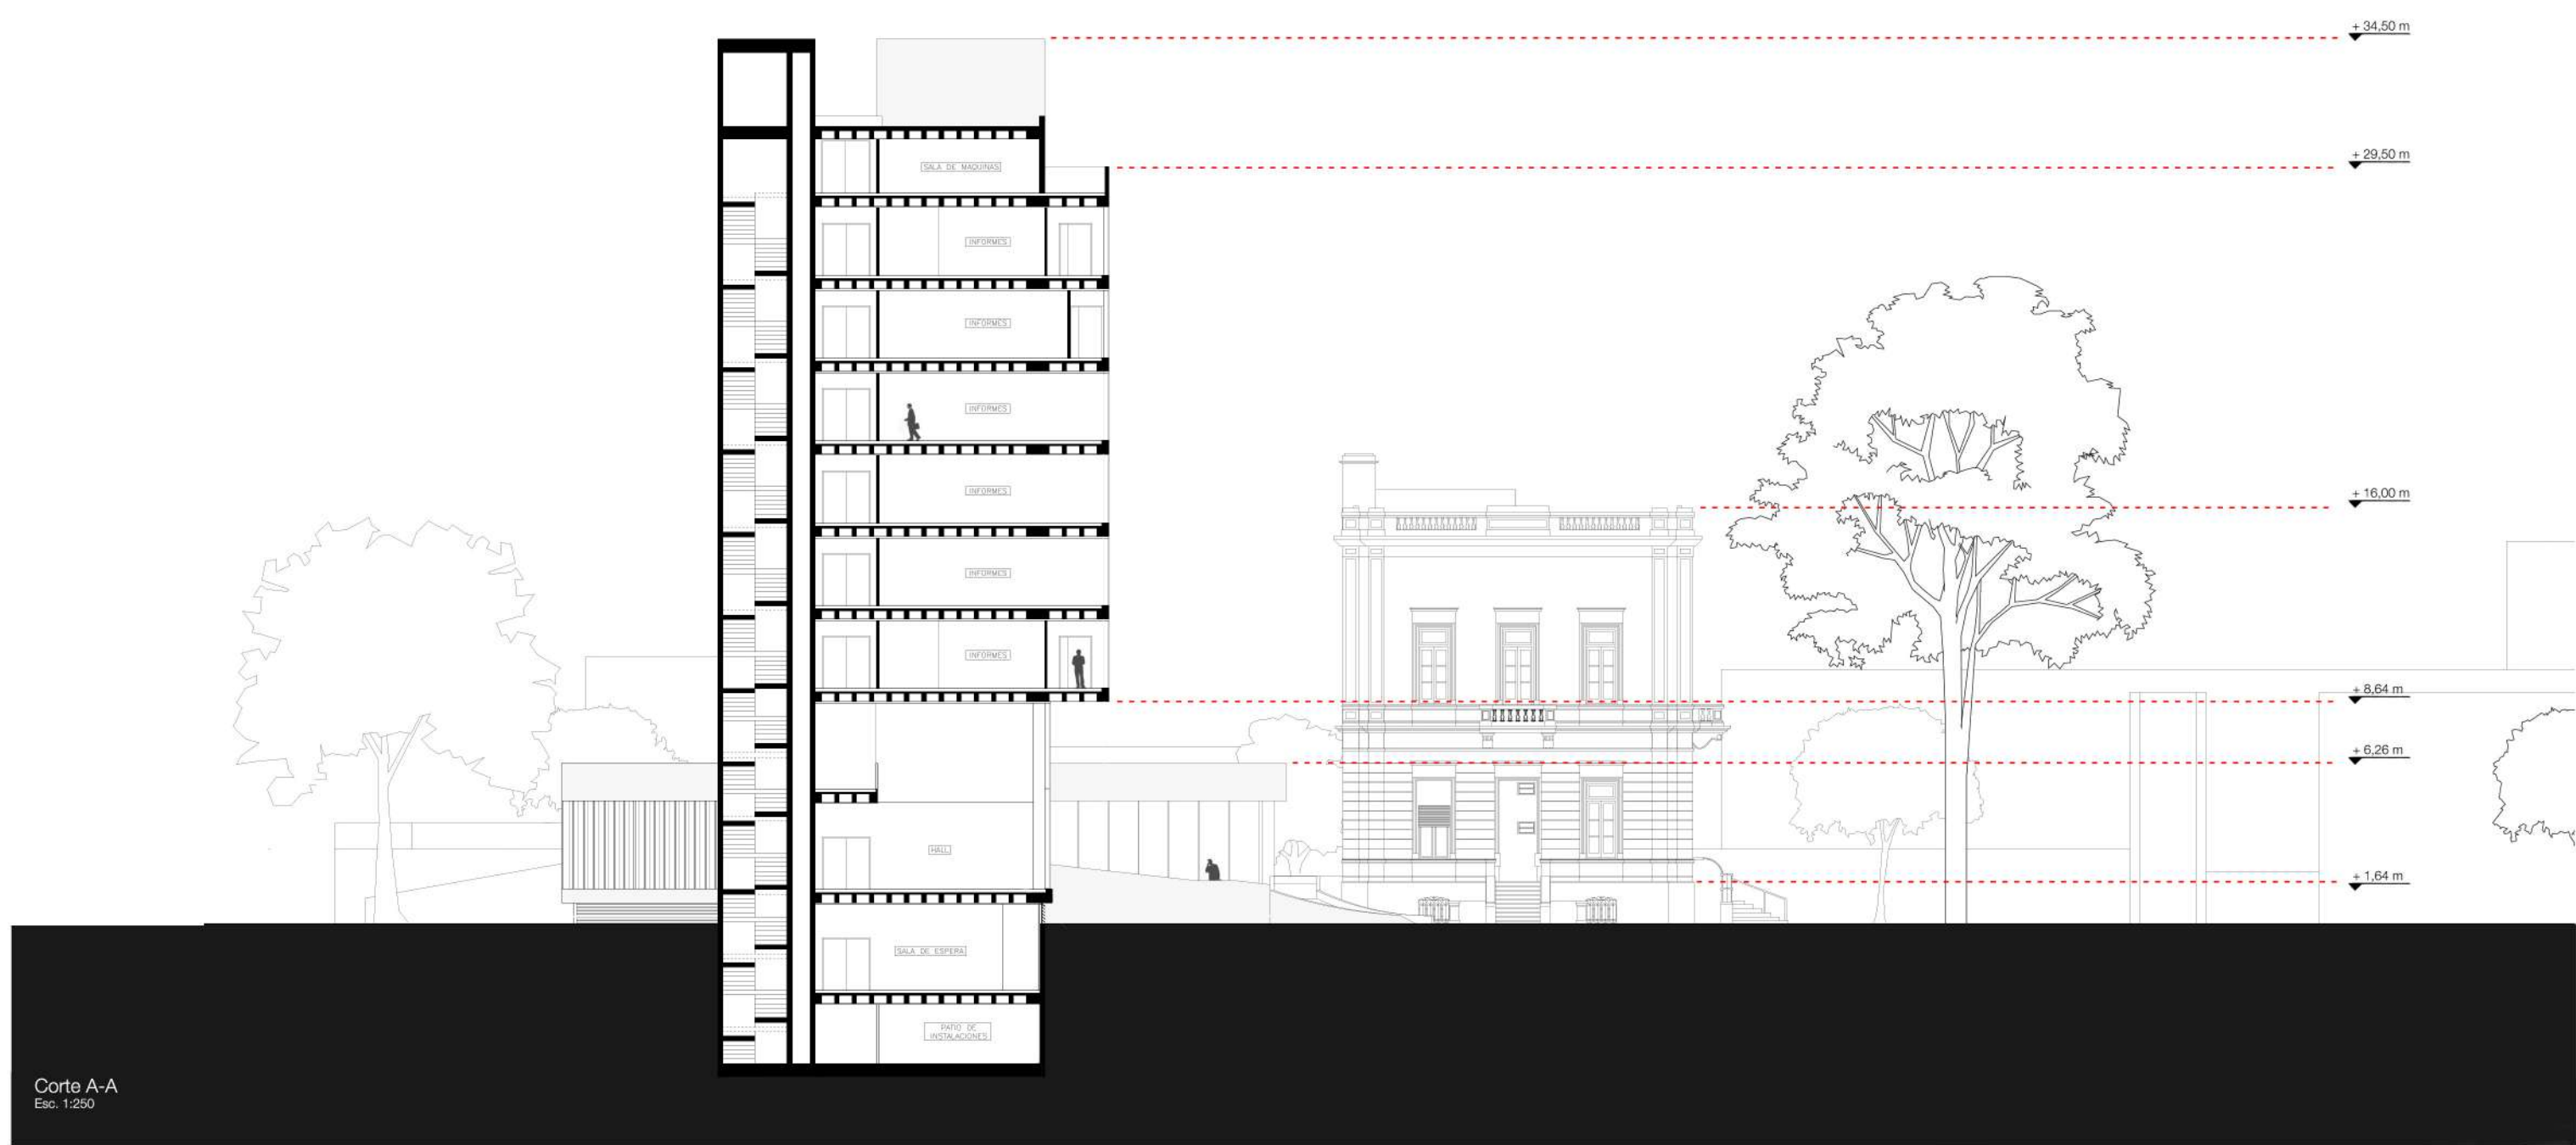 + 34,50 m
+ 29,50 m
SALA DE MAQUINAS
INFORMES
INFORMES
INFORMES
INFORMES
+ 16,00 m
INFORMES
INFORMES
+ 8,64 m
+ 6,26 m
HALL
+ 1,64 m
SALA DE ESPERA
PATIO DE
INSTALACIONES
Corte A-A
Esc. 1:250